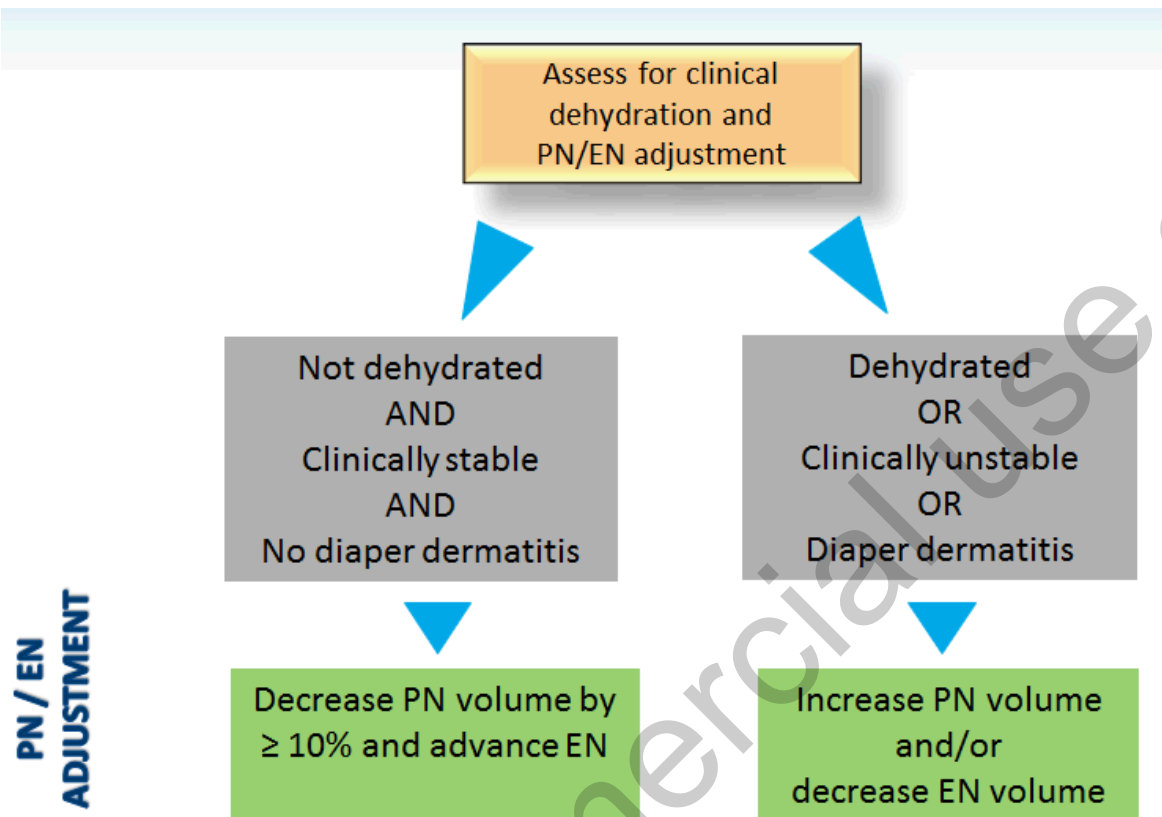 Assess for clinical
dehydration and
PN/EN adjustment
Not dehydrated
AND
Clinically stable
AND
No diaper dermatitis
Dehydrated
OR
Clinically unstable
OR
Diaper dermatitis
PN / EN
ADJUSTMENT
Decrease PN volume by
≥ 10% and advance EN
Increase PN volume
and/or
decrease EN volume
use